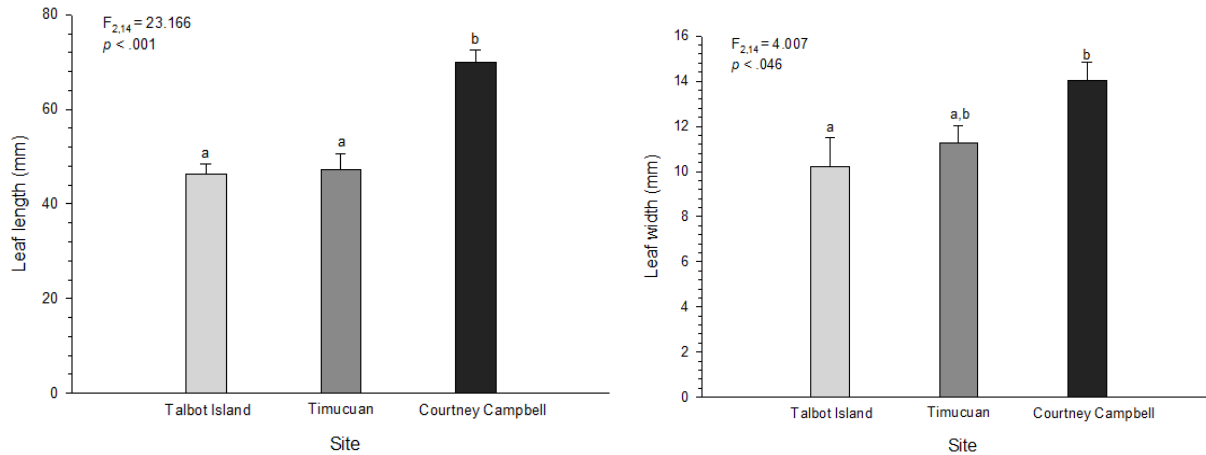 F2,14 = 23.166
p < .001
80
60
40
20
0
Leaf length (mm)
a
a
b
Talbot Island
Timucuan
Courtney Campbell
Site
F2,14 = 4.007
p < .046
16
14
12
10
8
6
4
2
0
Leaf width (mm)
a
a,b
b
Talbot Island
Timucuan
Courtney Campbell
Site